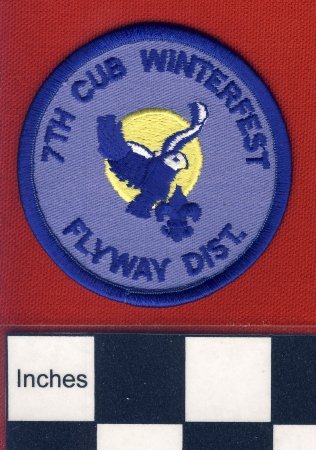 7TH CUB WINTERFEST
FLYWAY DIST.
Inches